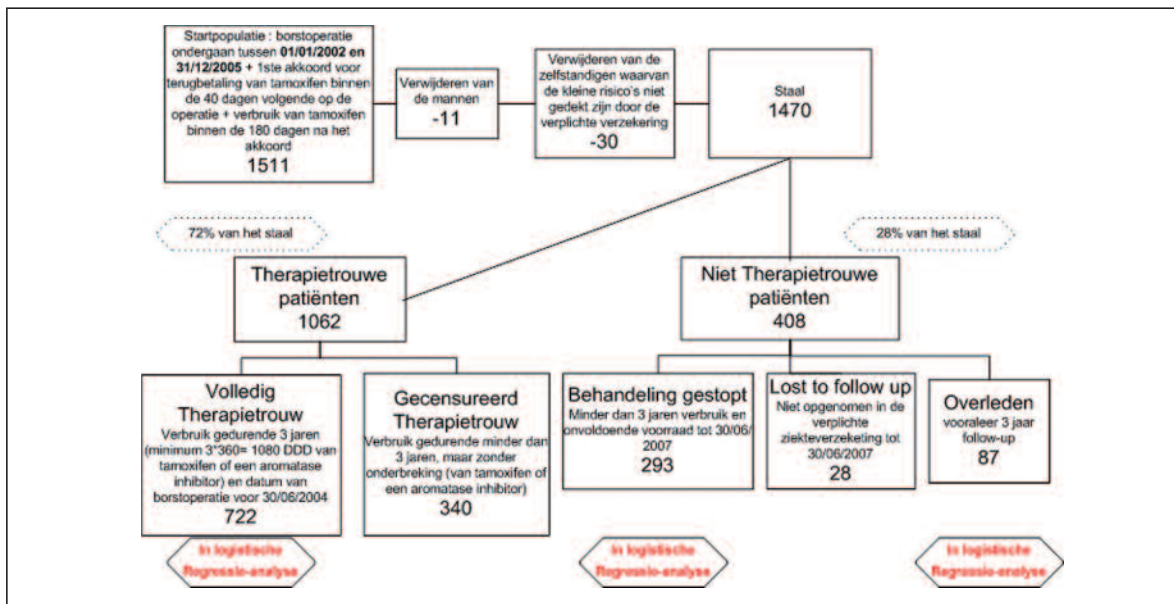 Startpopulatie : borstoperatie
ondergaan tussen 01/01/2002 en
31/12/2005 + 1ste akkoord voor
terugbetaling van tamoxifen binnen
de 40 dagen volgende op de
operatie + verbruik van tamoxifen
binnen de 180 dagen na het
akkoord
1511
Verwijderen van
de mannen
-11
Verwijderen van de
zelfstandigen waarvan
de kleine risico's niet
gedekt zijn door de
verplichte verzekering
-30
Staal
1470
72% van het staal
28% van het staal
Therapietrouwe
patiënten
1062
Niet Therapietrouwe
patiënten
408
Volledig
Therapietrouw
Verbruik gedurende 3 jaren
(minimum 3*360= 1080 DDD van
tamoxifen of een aromatase
inhibitor) en datum van
borstoperatie voor 30/06/2004
722
Gecensureerd
Therapietrouw
Verbruik gedurende minder dan
3 jaren, maar zonder
onderbreking (van tamoxifen of
een aromatase inhibitor)
340
Behandeling gestopt
Minder dan 3 jaren verbruik en
onvoldoende voorraad tot 30/06/
2007
293
Lost to follow up
Niet opgenomen in de
verplichte
ziekteverzeketing tot
30/06/2007
28
Overleden
vooraleer 3 jaar
follow-up
87
In logistische
Regressie-analyse
In logistische
Regressie-analyse
In logistische
Regressie-analyse